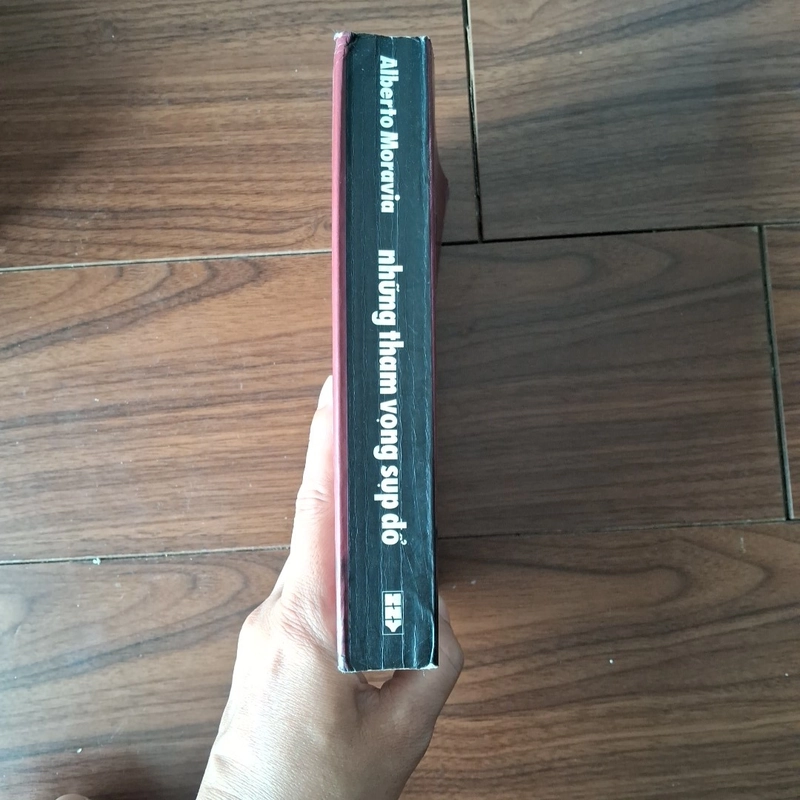 Alberto Moravia
những tham vọng sụp đổ